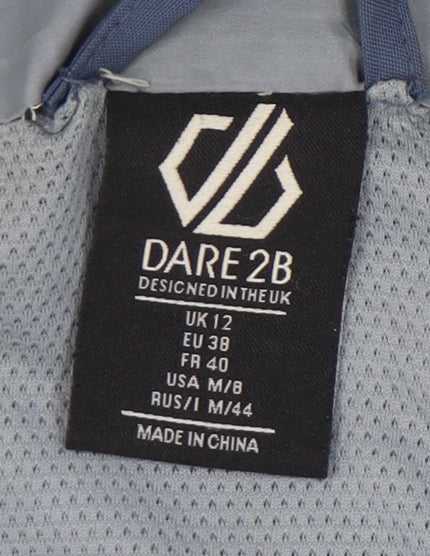 DARE 2B
DESIGNED IN THE UK
UK 12
EU 38
FR 40
USA M/8
RUS/I M/44
MADE IN CHINA